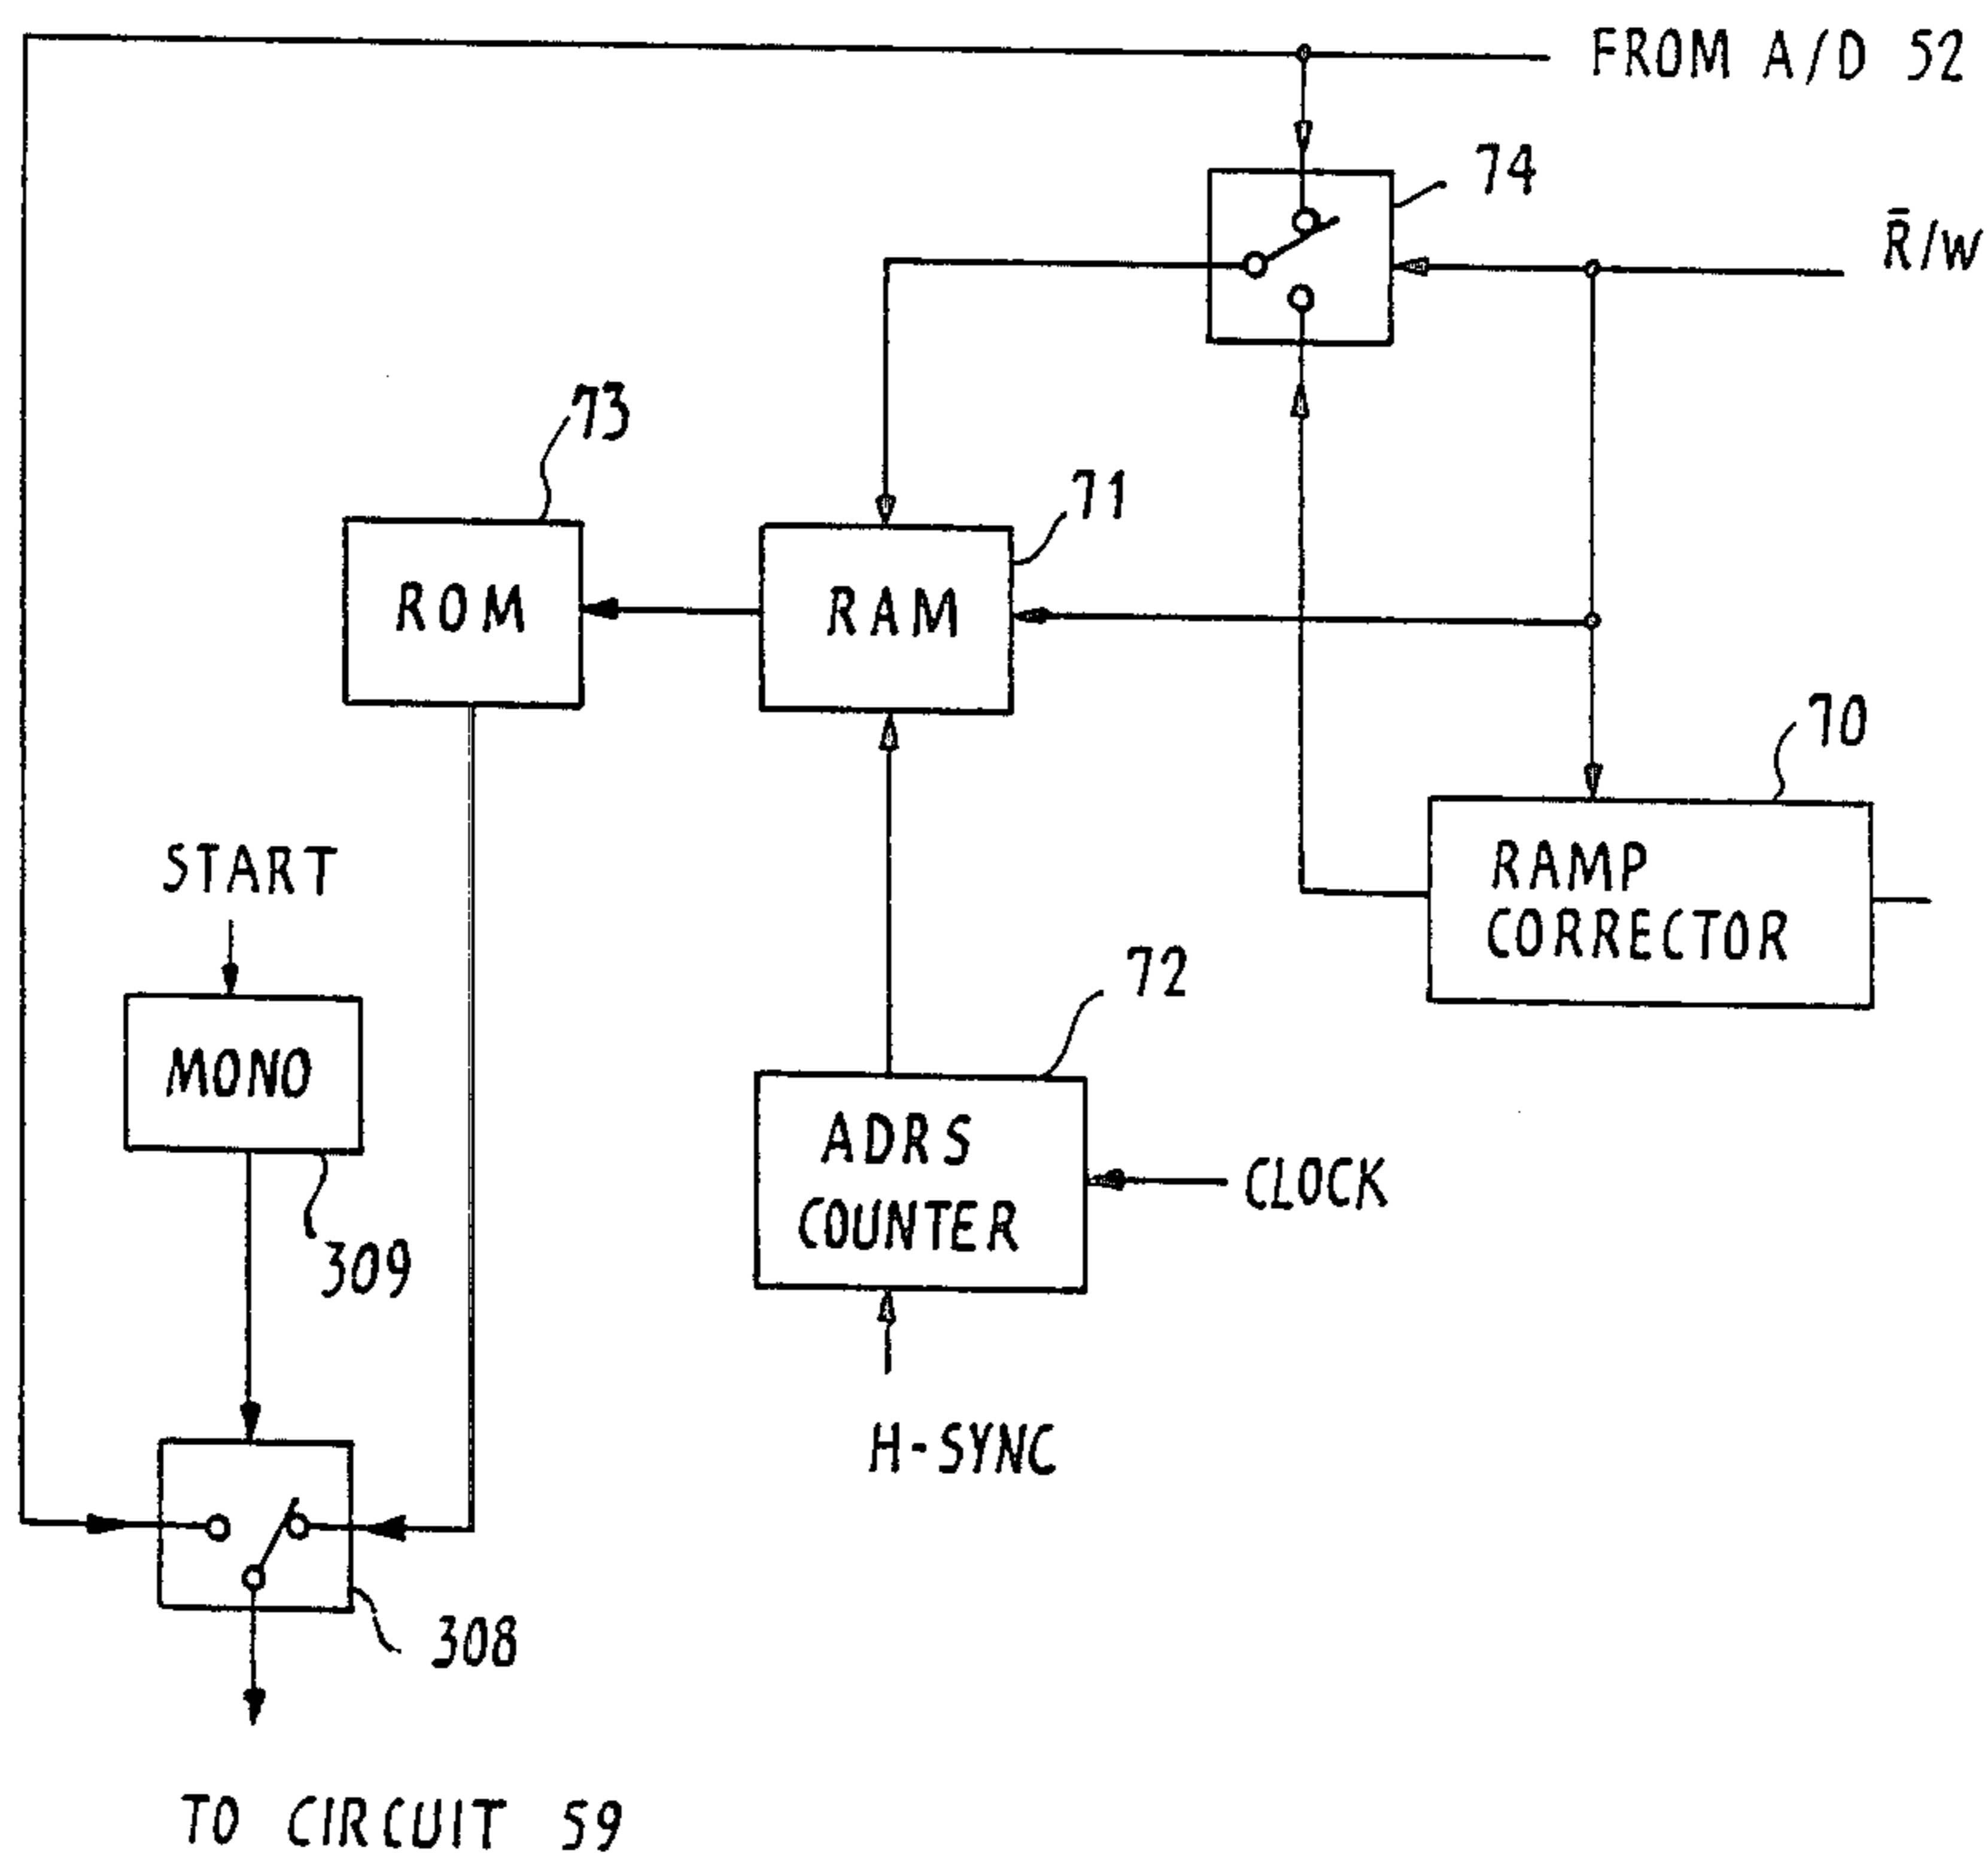 FROM A/D 52
74
R̄/W
73
71
ROM
RAM
70
START
RAMP
CORRECTOR
72
MONO
ADRS
COUNTER
CLOCK
309
H-SYNC
308
TO CIRCUIT 59